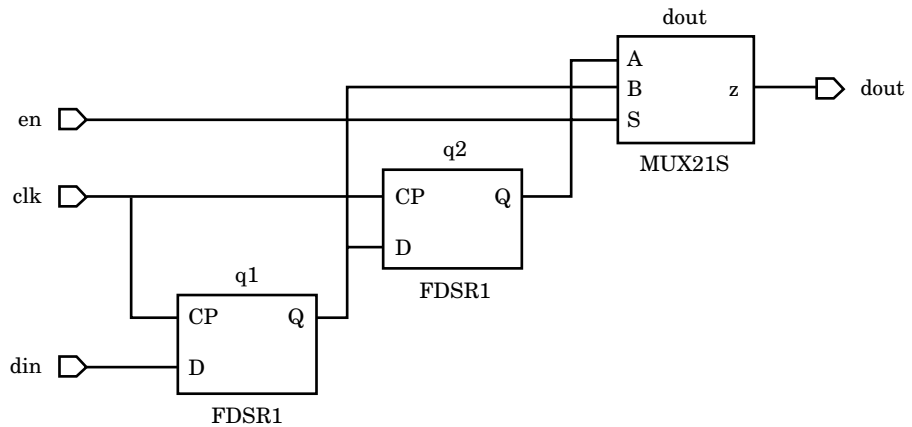 dout
A
B
z
dout
en
S
q2
MUX21S
clk
CP
Q
D
q1
FDSR1
CP
Q
din
D
FDSR1